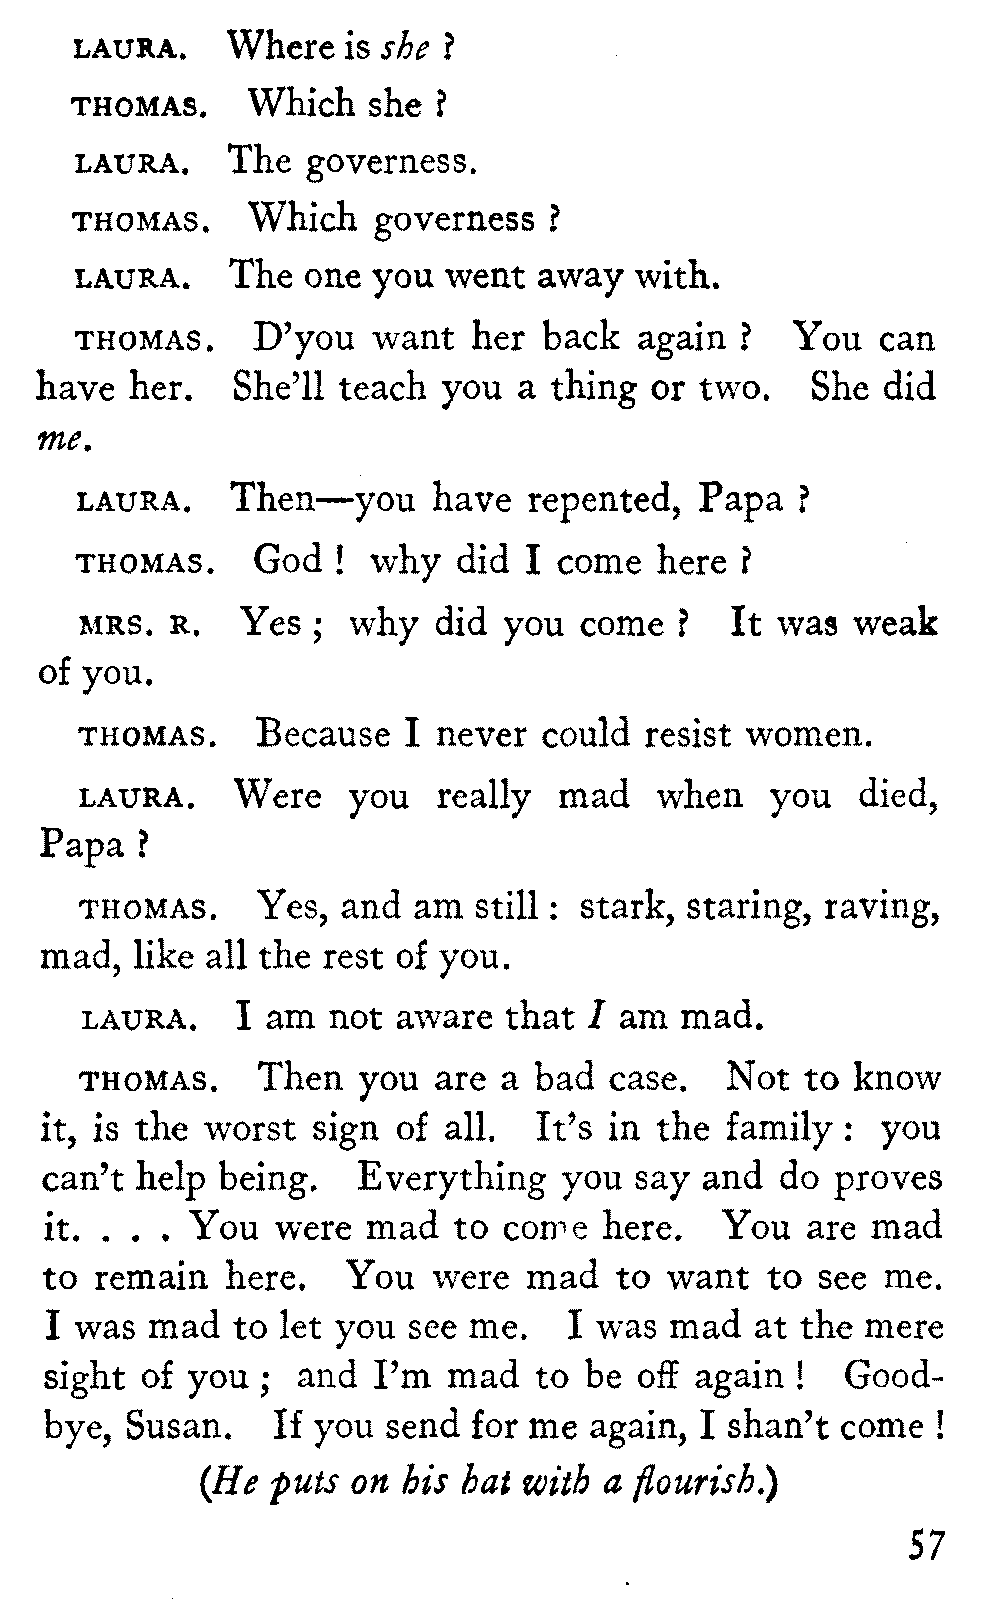 LAURA. Where is she ?
THOMAS. Which she ?
LAURA. The governess.
THOMAS. Which governess ?
LAURA. The one you went away with.
THOMAS. D'you want her back again ? You can
have her. She'll teach you a thing or two. She did
me.
LAURA. Then—you have repented, Papa ?
THOMAS. God ! why did I come here ?
MRS. R. Yes ; why did you come ? It was weak
of you.
THOMAS. Because I never could resist women.
LAURA. Were you really mad when you died,
Papa ?
THOMAS. Yes, and am still : stark, staring, raving,
mad, like all the rest of you.
LAURA. I am not aware that I am mad.
THOMAS. Then you are a bad case. Not to know
it, is the worst sign of all. It's in the family : you
can't help being. Everything you say and do proves
it. . . . You were mad to come here. You are mad
to remain here. You were mad to want to see me.
I was mad to let you see me. I was mad at the mere
sight of you ; and I'm mad to be off again ! Good-
bye, Susan. If you send for me again, I shan't come !
(He puts on his hat with a flourish.)
57